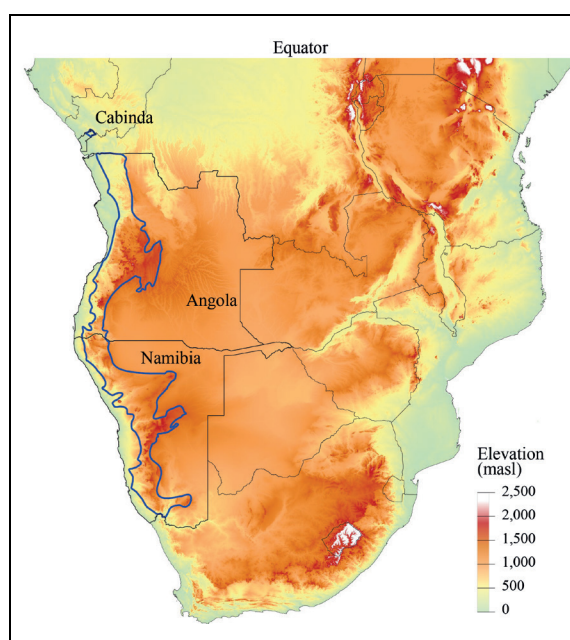 Equator
Cabinda
Angola
Namibia
Elevation
(masl)
2,500
2,000
1,500
1,000
500
0